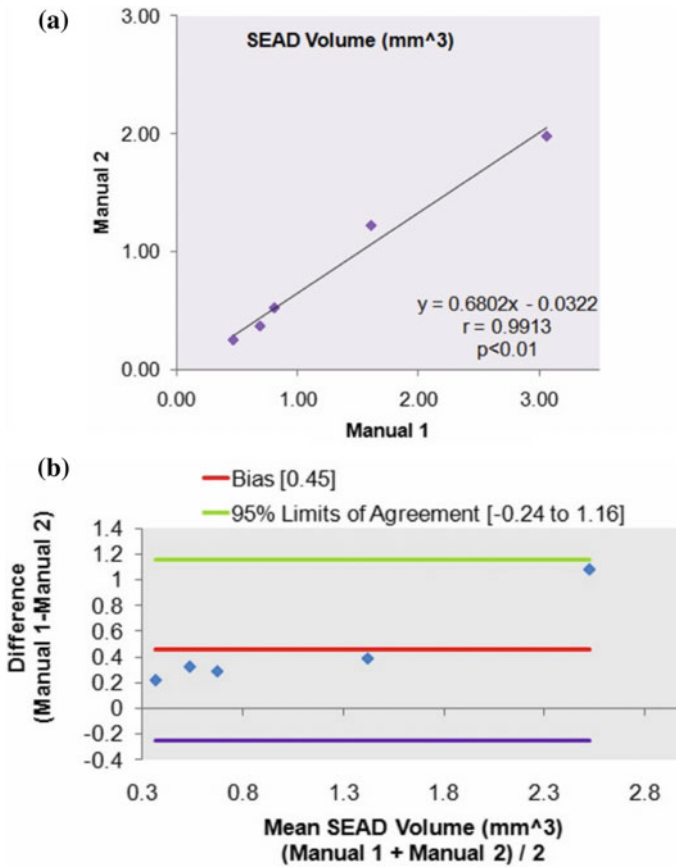 (a)
SEAD Volume (mm^3)
3.00
2.00
1.00
0.00
Manual 2
y = 0.6802x - 0.0322
r = 0.9913
p<0.01
0.00 1.00 2.00 3.00
Manual 1
(b)
Bias [0.45]
95% Limits of Agreement [-0.24 to 1.16]
Difference
(Manual 1-Manual 2)
1.4
1.2
1
0.8
0.6
0.4
0.2
0
-0.2
-0.4
0.3 0.8 1.3 1.8 2.3 2.8
Mean SEAD Volume (mm^3)
(Manual 1 + Manual 2) / 2